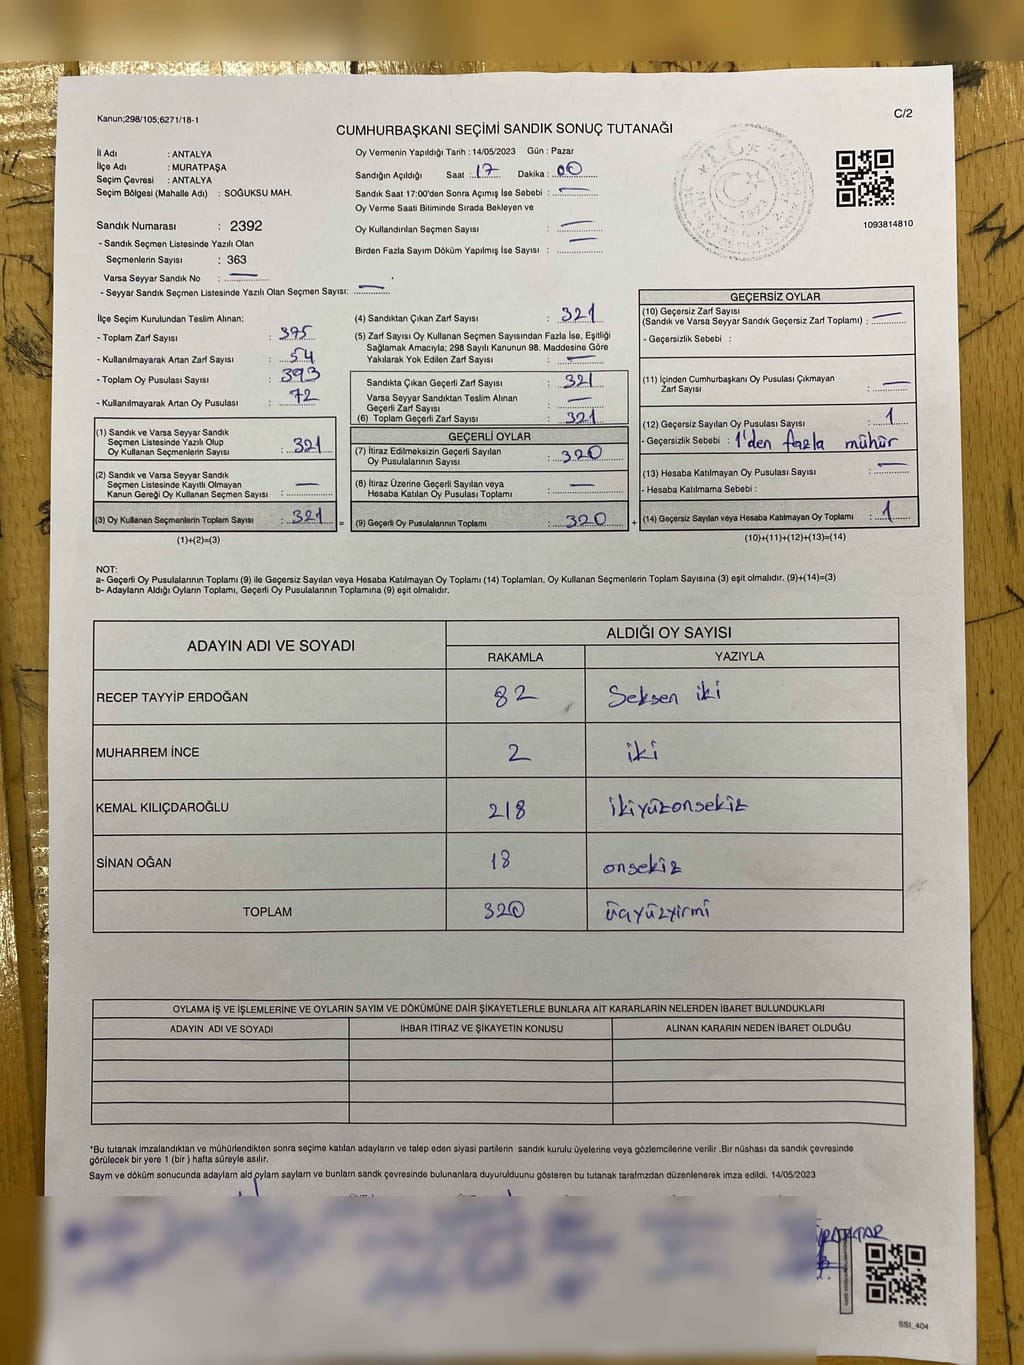 Kanun;298/105;6271/18-1
C/2
CUMHURBAŞKANI SEÇİMİ SANDIK SONUÇ TUTANAĞI
İl Adı : ANTALYA
İlçe Adı : MURATPAŞA
Seçim Çevresi : ANTALYA
Seçim Bölgesi (Mahalle Adı) : SOĞUKSU MAH.
Sandık Numarası : 2392
- Sandık Seçmen Listesinde Yazılı Olan
Seçmenlerin Sayısı : 363
Varsa Seyyar Sandık No : —
- Seyyar Sandık Seçmen Listesinde Yazılı Olan Seçmen Sayısı: —
Oy Vermenin Yapıldığı Tarih : 14/05/2023 Gün : Pazar
Sandığın Açıldığı Saat : 17 Dakika : 00
Sandık Saat 17:00'den Sonra Açımış İse Sebebi : —
Oy Verme Saati Bitiminde Sırada Bekleyen ve
Oy Kullandırılan Seçmen Sayısı : —
Birden Fazla Sayım Döküm Yapılmış İse Sayısı : —
1093814810
İlçe Seçim Kurulundan Teslim Alınan;
- Toplam Zarf Sayısı : 375
- Kullanılmayarak Artan Zarf Sayısı : 54
- Toplam Oy Pusulası Sayısı : 393
- Kullanılmayarak Artan Oy Pusulası : 72
(1) Sandık ve Varsa Seyyar Sandık
Seçmen Listesinde Yazılı Olup
Oy Kullanan Seçmenlerin Sayısı : 321
(2) Sandık ve Varsa Seyyar Sandık
Seçmen Listesinde Kayıtlı Olmayan
Kanun Gereği Oy Kullanan Seçmen Sayısı : —
(3) Oy Kullanan Seçmenlerin Toplam Sayısı : 321
(1)+(2)=(3)
=
(4) Sandıktan Çıkan Zarf Sayısı : 321
(5) Zarf Sayısı Oy Kullanan Seçmen Sayısından Fazla İse, Eşitliği
Sağlamak Amacıyla; 298 Sayılı Kanunun 98. Maddesine Göre
Yakılarak Yok Edilen Zarf Sayısı : —
Sandıkta Çıkan Geçerli Zarf Sayısı : 321
Varsa Seyyar Sandıktan Teslim Alınan
Geçerli Zarf Sayısı : —
(6) Toplam Geçerli Zarf Sayısı : 321
GEÇERLİ OYLAR
(7) İtiraz Edilmeksizin Geçerli Sayılan
Oy Pusulalarının Sayısı : 320
(8) İtiraz Üzerine Geçerli Sayılan veya
Hesaba Katılan Oy Pusulası Toplamı : —
(9) Geçerli Oy Pusulalarının Toplamı : 320
+
GEÇERSİZ OYLAR
(10) Geçersiz Zarf Sayısı
(Sandık ve Varsa Seyyar Sandık Geçersiz Zarf Toplamı) : —
- Geçersizlik Sebebi :
(11) İçinden Cumhurbaşkanı Oy Pusulası Çıkmayan
Zarf Sayısı : —
(12) Geçersiz Sayılan Oy Pusulası Sayısı : 1
- Geçersizlik Sebebi : 1'den fazla mühür
(13) Hesaba Katılmayan Oy Pusulası Sayısı : —
- Hesaba Katılmama Sebebi :
(14) Geçersiz Sayılan veya Hesaba Katılmayan Oy Toplamı : 1
(10)+(11)+(12)+(13)=(14)
NOT:
a- Geçerli Oy Pusulalarının Toplamı (9) ile Geçersiz Sayılan veya Hesaba Katılmayan Oy Toplamı (14) Toplamları, Oy Kullanan Seçmenlerin Toplam Sayısına (3) eşit olmalıdır. (9)+(14)=(3)
b- Adayların Aldığı Oyların Toplamı, Geçerli Oy Pusulalarının Toplamına (9) eşit olmalıdır.
ADAYIN ADI VE SOYADI ALDIĞI OY SAYISI
RAKAMLA YAZIYLA
RECEP TAYYİP ERDOĞAN 82 Seksen iki
MUHARREM İNCE 2 iki
KEMAL KILIÇDAROĞLU 218 ikiyüzonsekiz
SİNAN OĞAN 18 onsekiz
TOPLAM 320 üçyüzyirmi
OYLAMA İŞ VE İŞLEMLERİNE VE OYLARIN SAYIM VE DÖKÜMÜNE DAİR ŞİKAYETLERLE BUNLARA AİT KARARLARIN NELERDEN İBARET BULUNDUKLARI
ADAYIN ADI VE SOYADI İHBAR İTİRAZ VE ŞİKAYETİN KONUSU ALINAN KARARIN NEDEN İBARET OLDUĞU
*Bu tutanak imzalandıktan ve mühürlendikten sonra seçime katılan adayların ve talep eden siyasi partilerin sandık kurulu üyelerine veya gözlemcilerine verilir .Bir nüshası da sandık çevresinde
görülecek bir yere 1 (bir ) hafta süreyle asılır.
Sayım ve döküm sonucunda adayların ald oyların sayların ve bunların sandk çevresinde bulunanlara duyurulduunu gösteren bu tutanak tarafmzdan düzenlenerek imza edildi. 14/05/2023
SSI_404